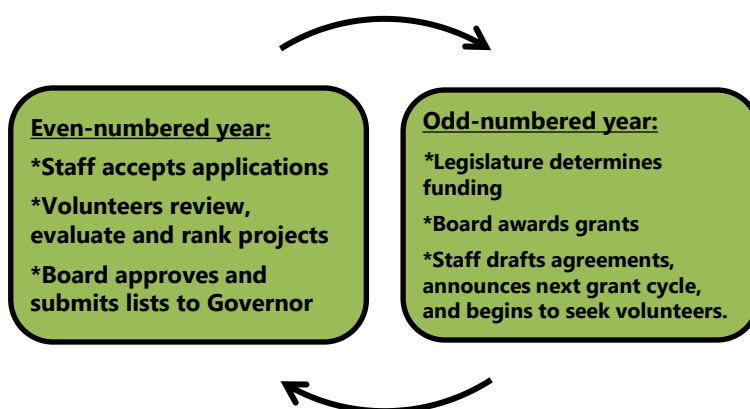 Even-numbered year:
*Staff accepts applications
*Volunteers review,
evaluate and rank projects
*Board approves and
submits lists to Governor
Odd-numbered year:
*Legislature determines
funding
*Board awards grants
*Staff drafts agreements,
announces next grant cycle,
and begins to seek volunteers.